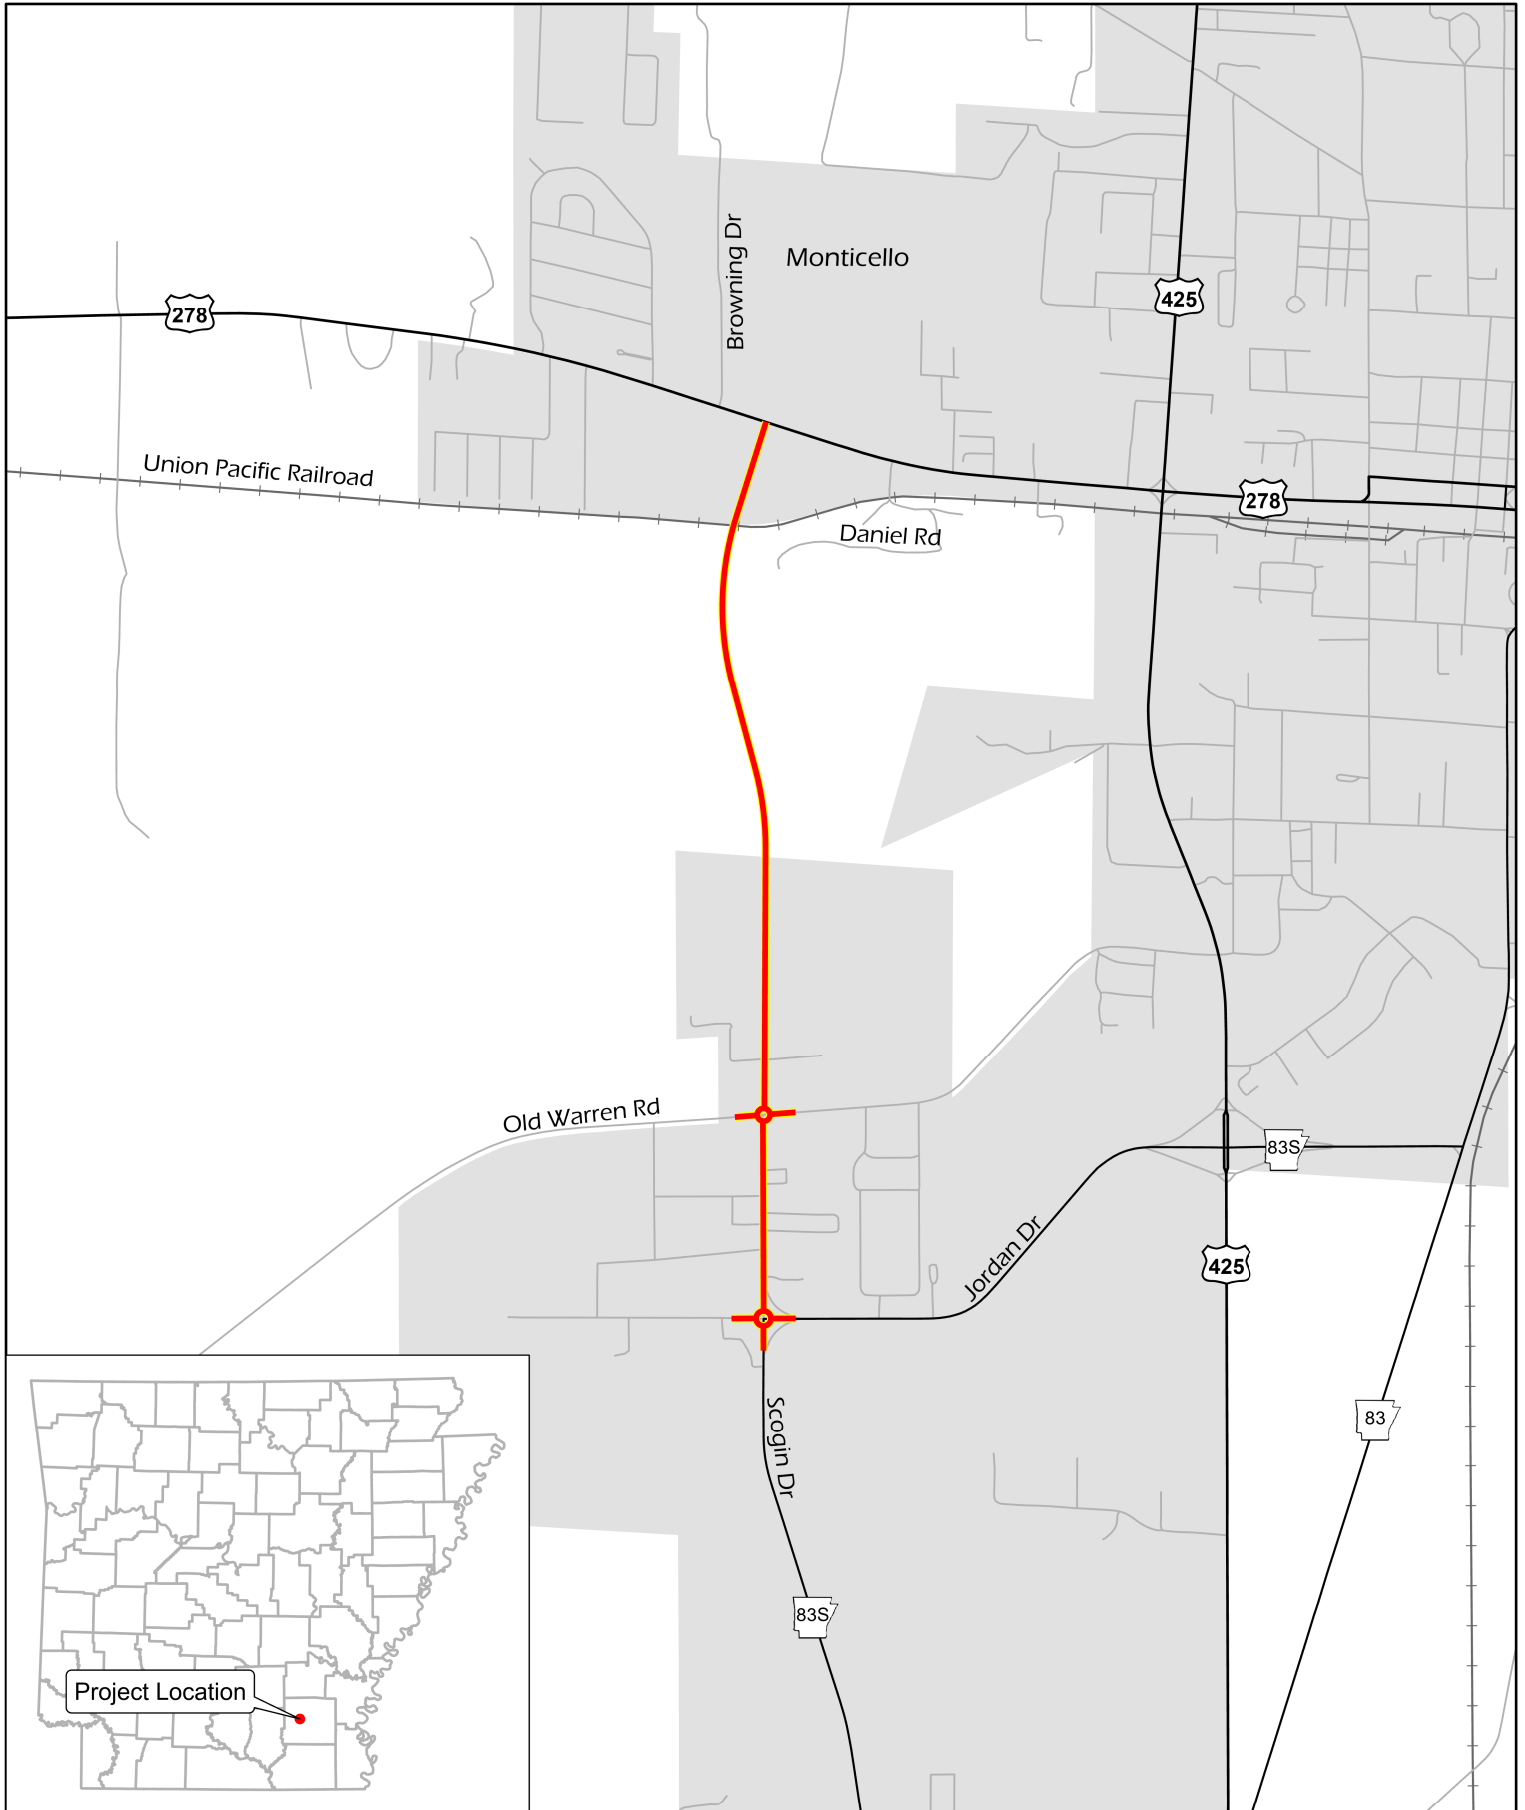 Browning Dr
Monticello
425
278
Union Pacific Railroad
278
Daniel Rd
Old Warren Rd
83S
Jordan Dr
425
83
Scogin Dr
83S
Project Location